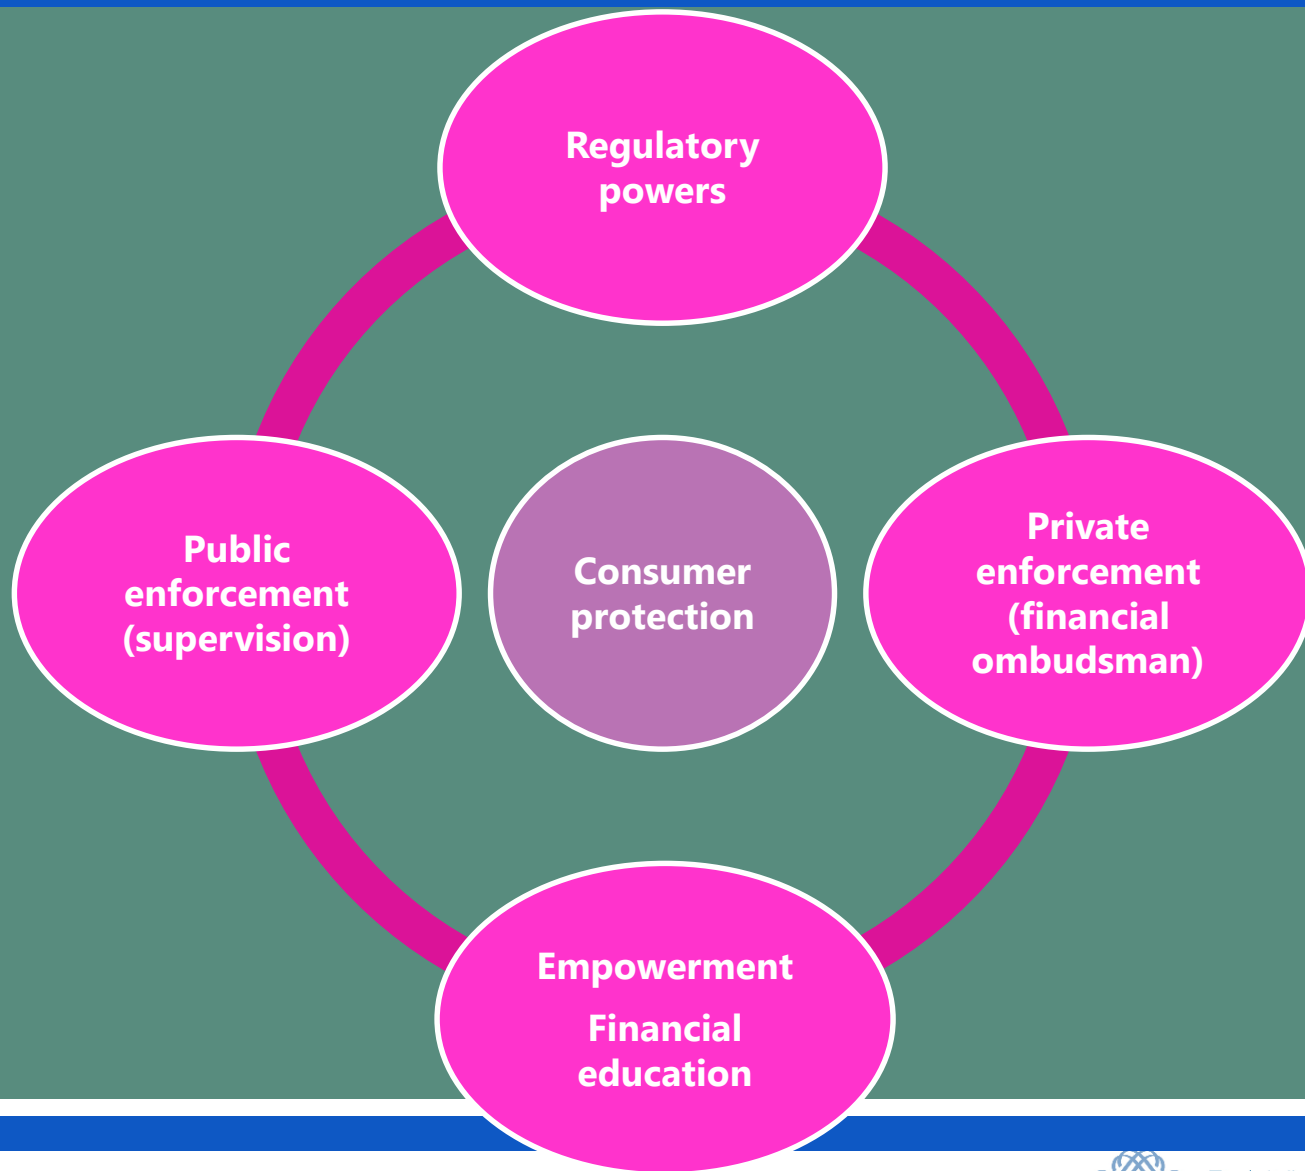 Regulatory
powers
Public
enforcement
(supervision)
Consumer
protection
Private
enforcement
(financial
ombudsman)
Empowerment
Financial
education